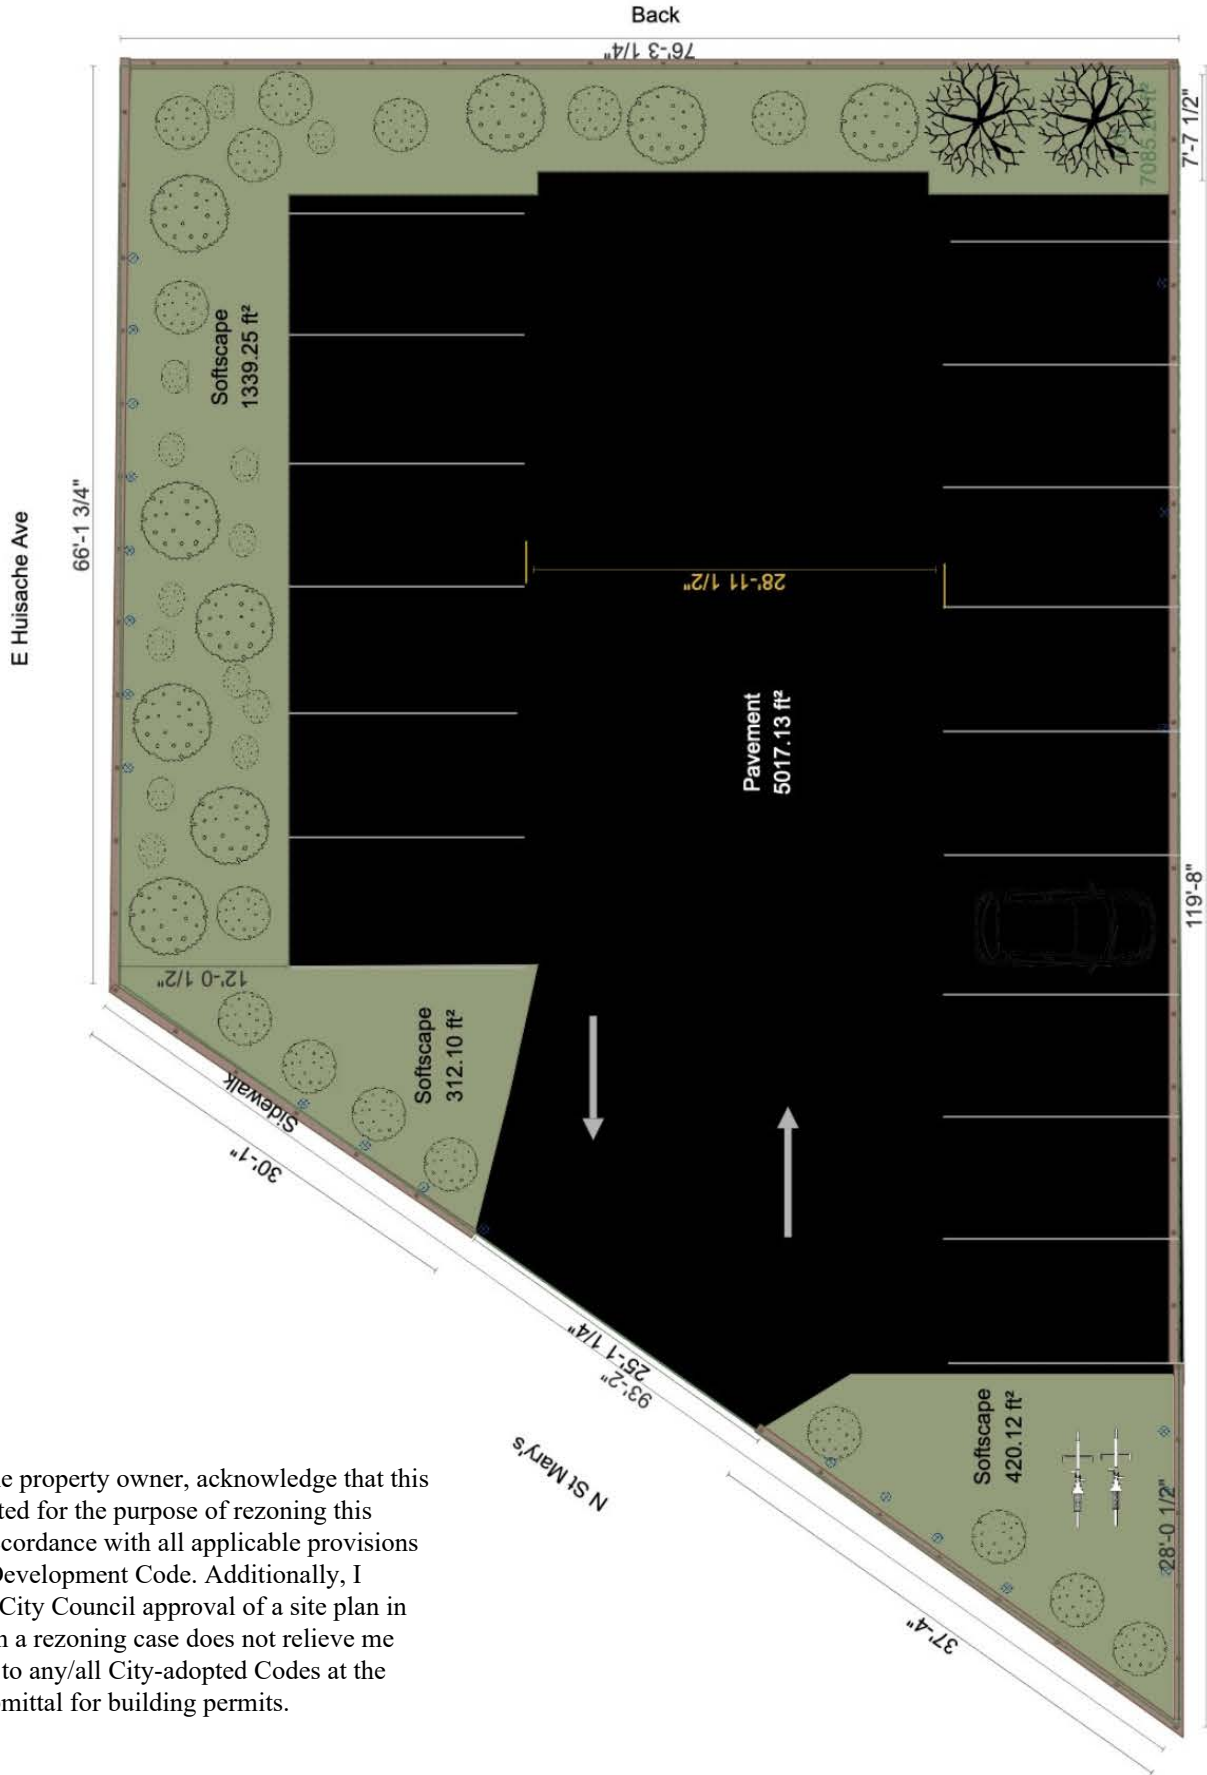 Back
76'-3 1/4"
7'-7 1/2"
7085.
ft²
E Huisache Ave
66'-1 3/4"
Softscape
1339.25 ft²
28'-11 1/2"
Pavement
5017.13 ft²
119'-8"
12'-0 1/2"
Softscape
312.10 ft²
Sidewalk
30'-1"
25'-1 1/4"
93'-2"
N St Mary's
Softscape
420.12 ft²
28'-0 1/2"
37'-4"
e property owner, acknowledge that this
ted for the purpose of rezoning this
cordance with all applicable provisions
Development Code. Additionally, I
City Council approval of a site plan in
a rezoning case does not relieve me
to any/all City-adopted Codes at the
mittal for building permits.